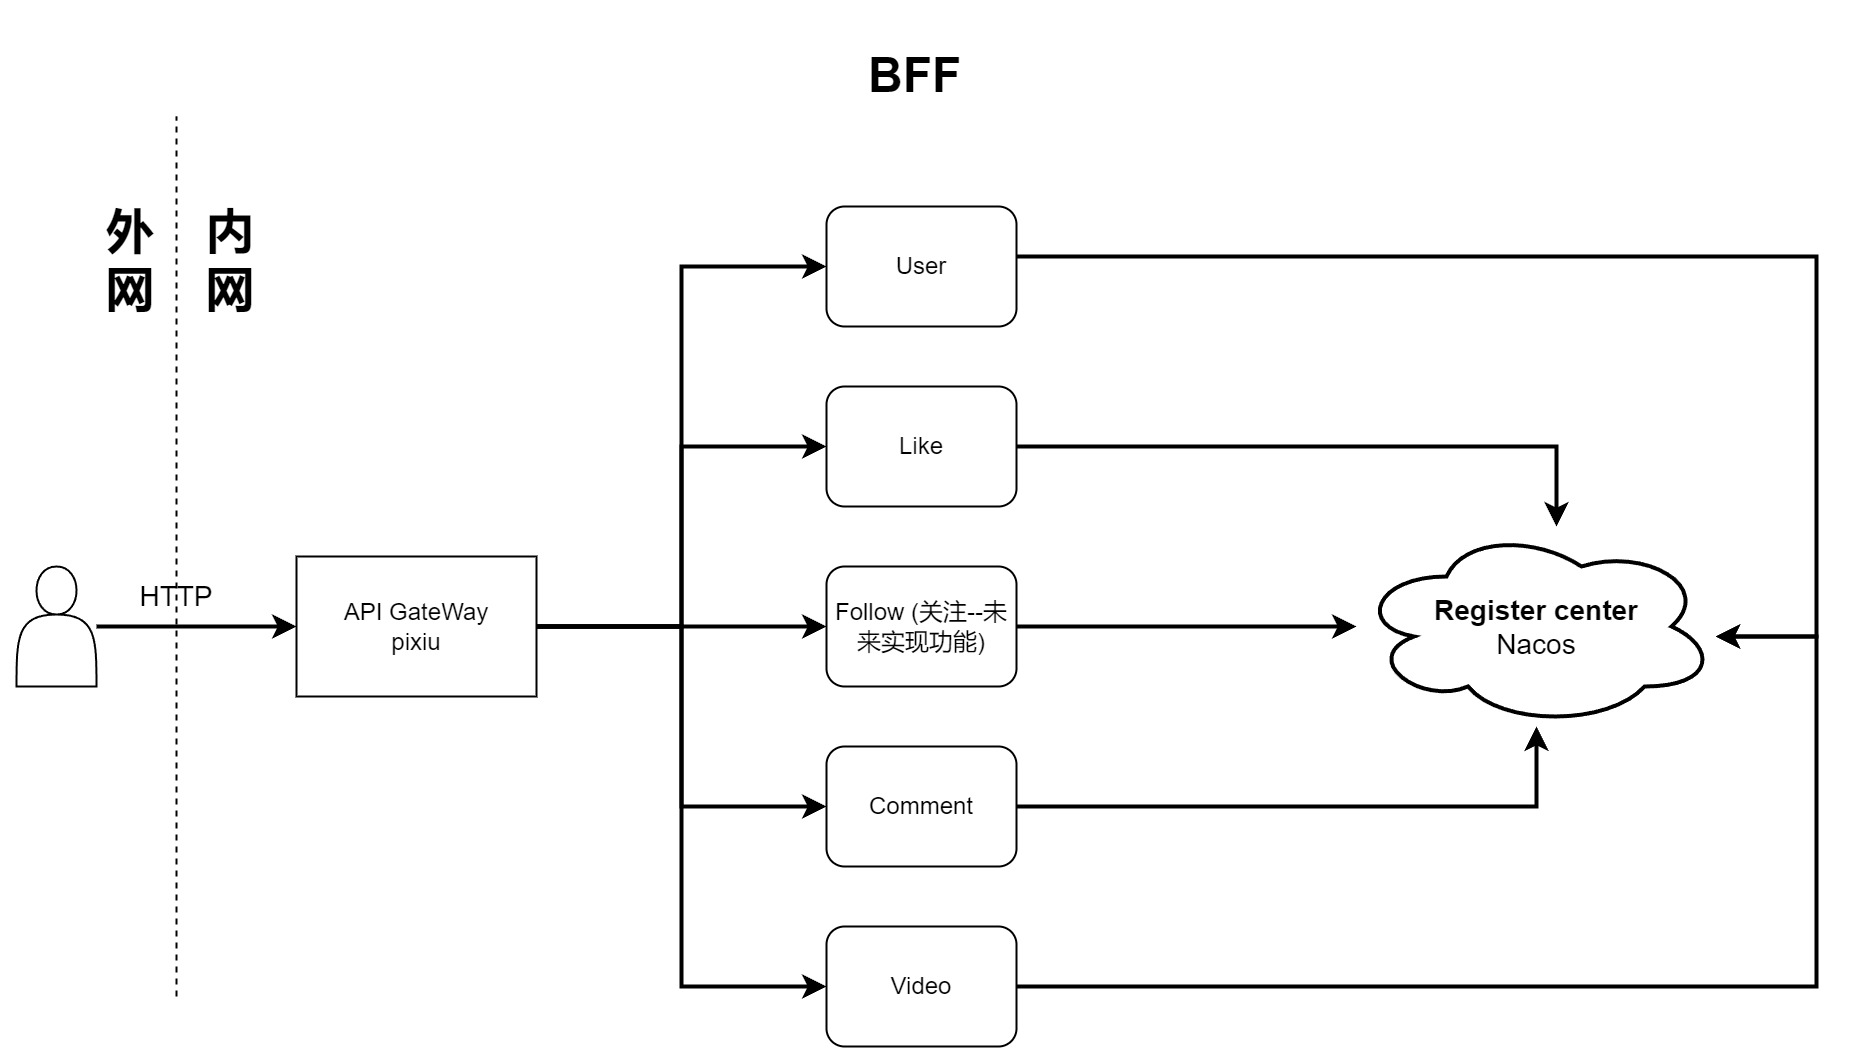 BFF
外
网
内
网
User
Like
HTTP
API GateWay
pixiu
Follow (关注--未
来实现功能)
Register center
Nacos
Comment
Video